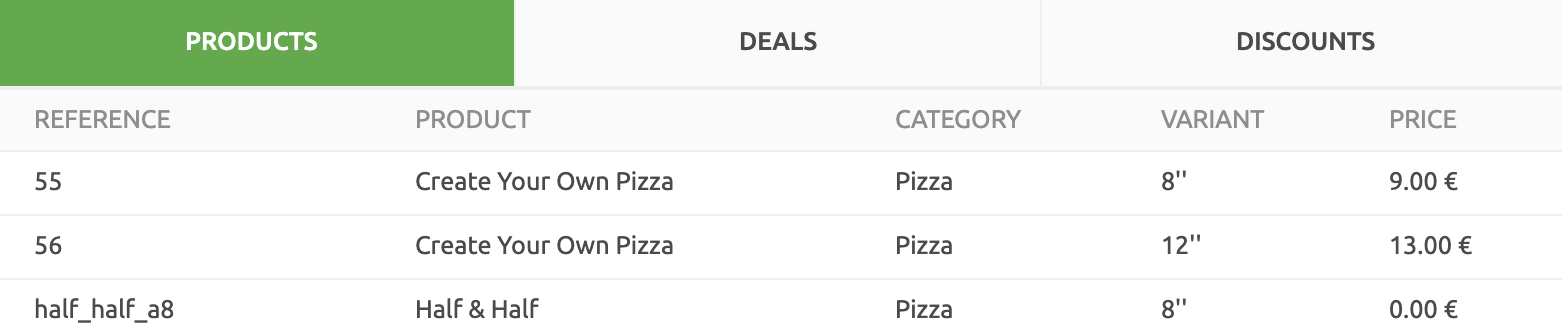 PRODUCTS DEALS DISCOUNTS
REFERENCE PRODUCT CATEGORY VARIANT PRICE
55 Create Your Own Pizza Pizza 8'' 9.00 €
56 Create Your Own Pizza Pizza 12'' 13.00 €
half_half_a8 Half & Half Pizza 8'' 0.00 €